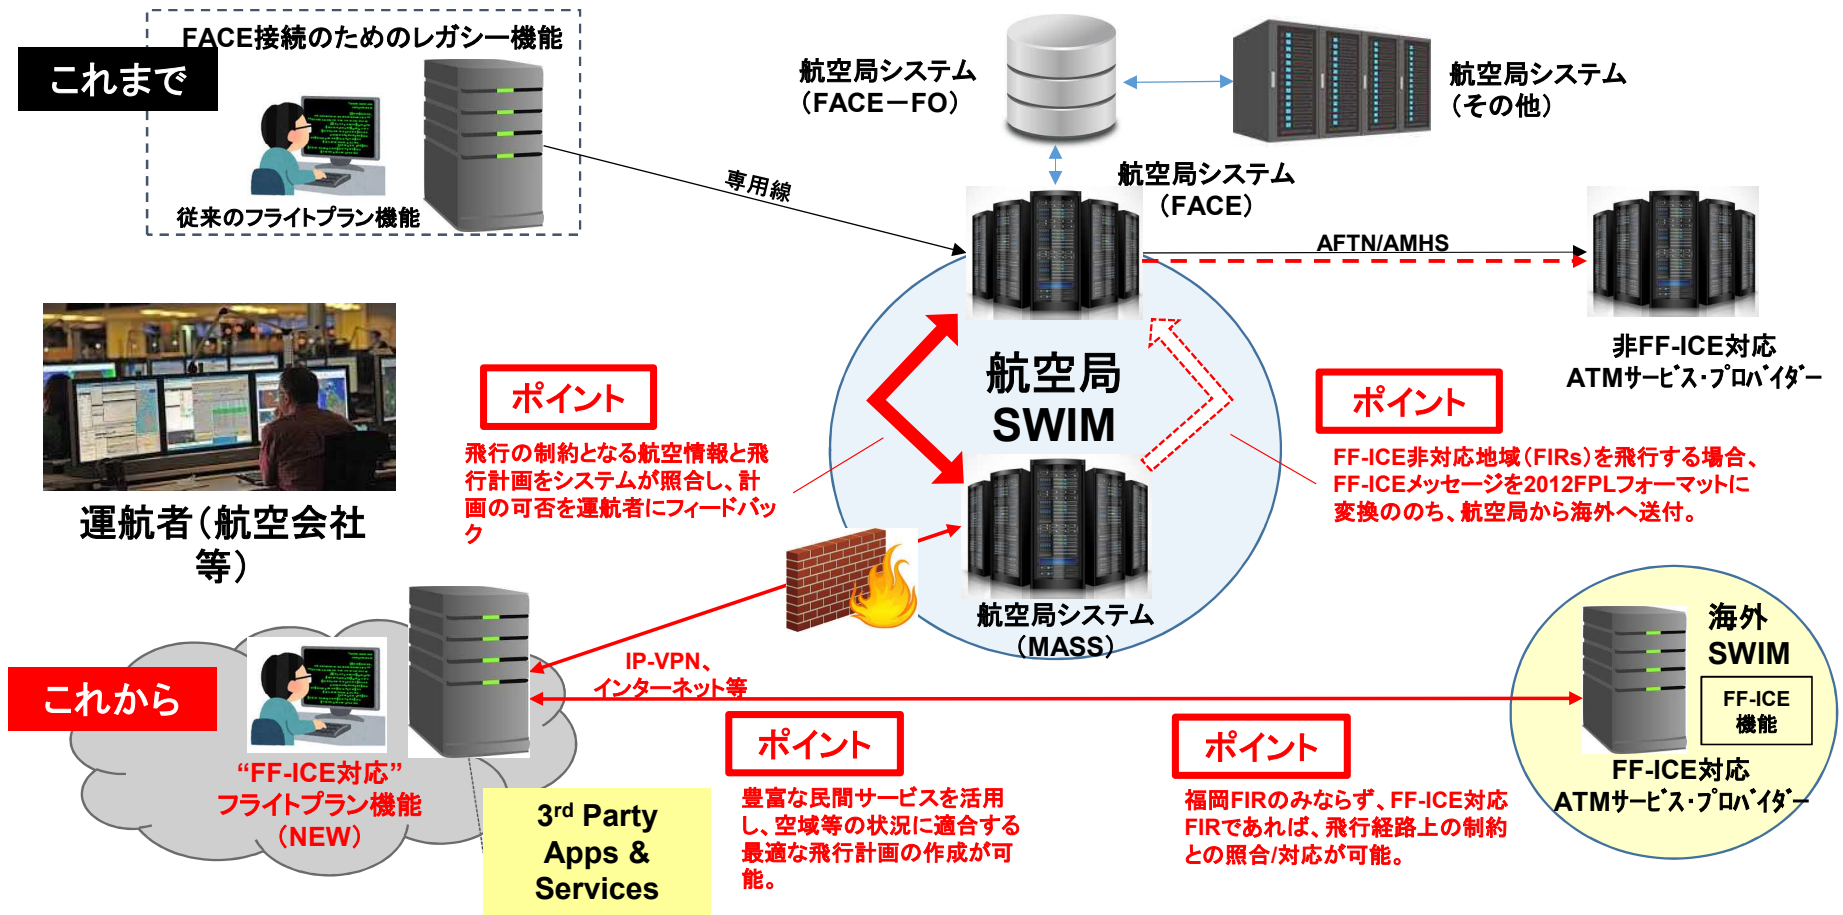 FACE接続のためのレガシー機能
これまで
従来のフライトプラン機能
専用線
航空局システム
（FACE－FO）
航空局システム
（その他）
航空局システム
（FACE）
AFTN/AMHS
非FF-ICE対応
ATMサービス・プロバイダー
航空局
SWIM
ポイント
飛行の制約となる航空情報と飛
行計画をシステムが照合し、計
画の可否を運航者にフィードバッ
ク
ポイント
FF-ICE非対応地域（FIRs）を飛行する場合、
FF-ICEメッセージを2012FPLフォーマットに
変換ののち、航空局から海外へ送付。
運航者（航空会社
等）
航空局システム
（MASS）
IP-VPN、
インターネット等
これから
“FF-ICE対応”
フライトプラン機能
（NEW）
3rd Party
Apps &
Services
ポイント
豊富な民間サービスを活用
し、空域等の状況に適合する
最適な飛行計画の作成が可
能。
ポイント
福岡FIRのみならず、FF-ICE対応
FIRであれば、飛行経路上の制約
との照合/対応が可能。
海外
SWIM
FF-ICE
機能
FF-ICE対応
ATMサービス・プロバイダー